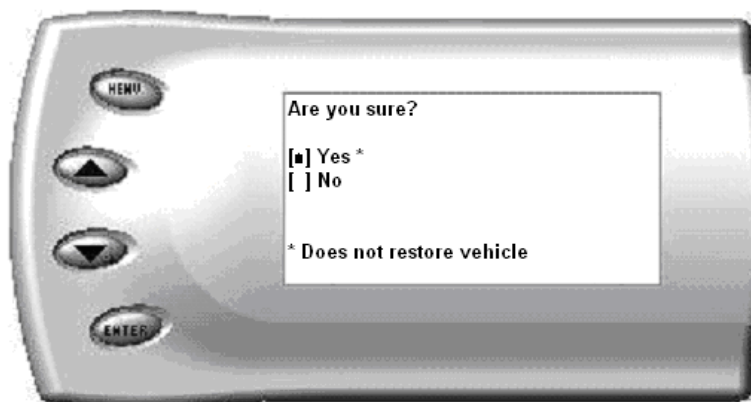 MENU
Are you sure?
[■] Yes *
[ ] No
* Does not restore vehicle
ENTER